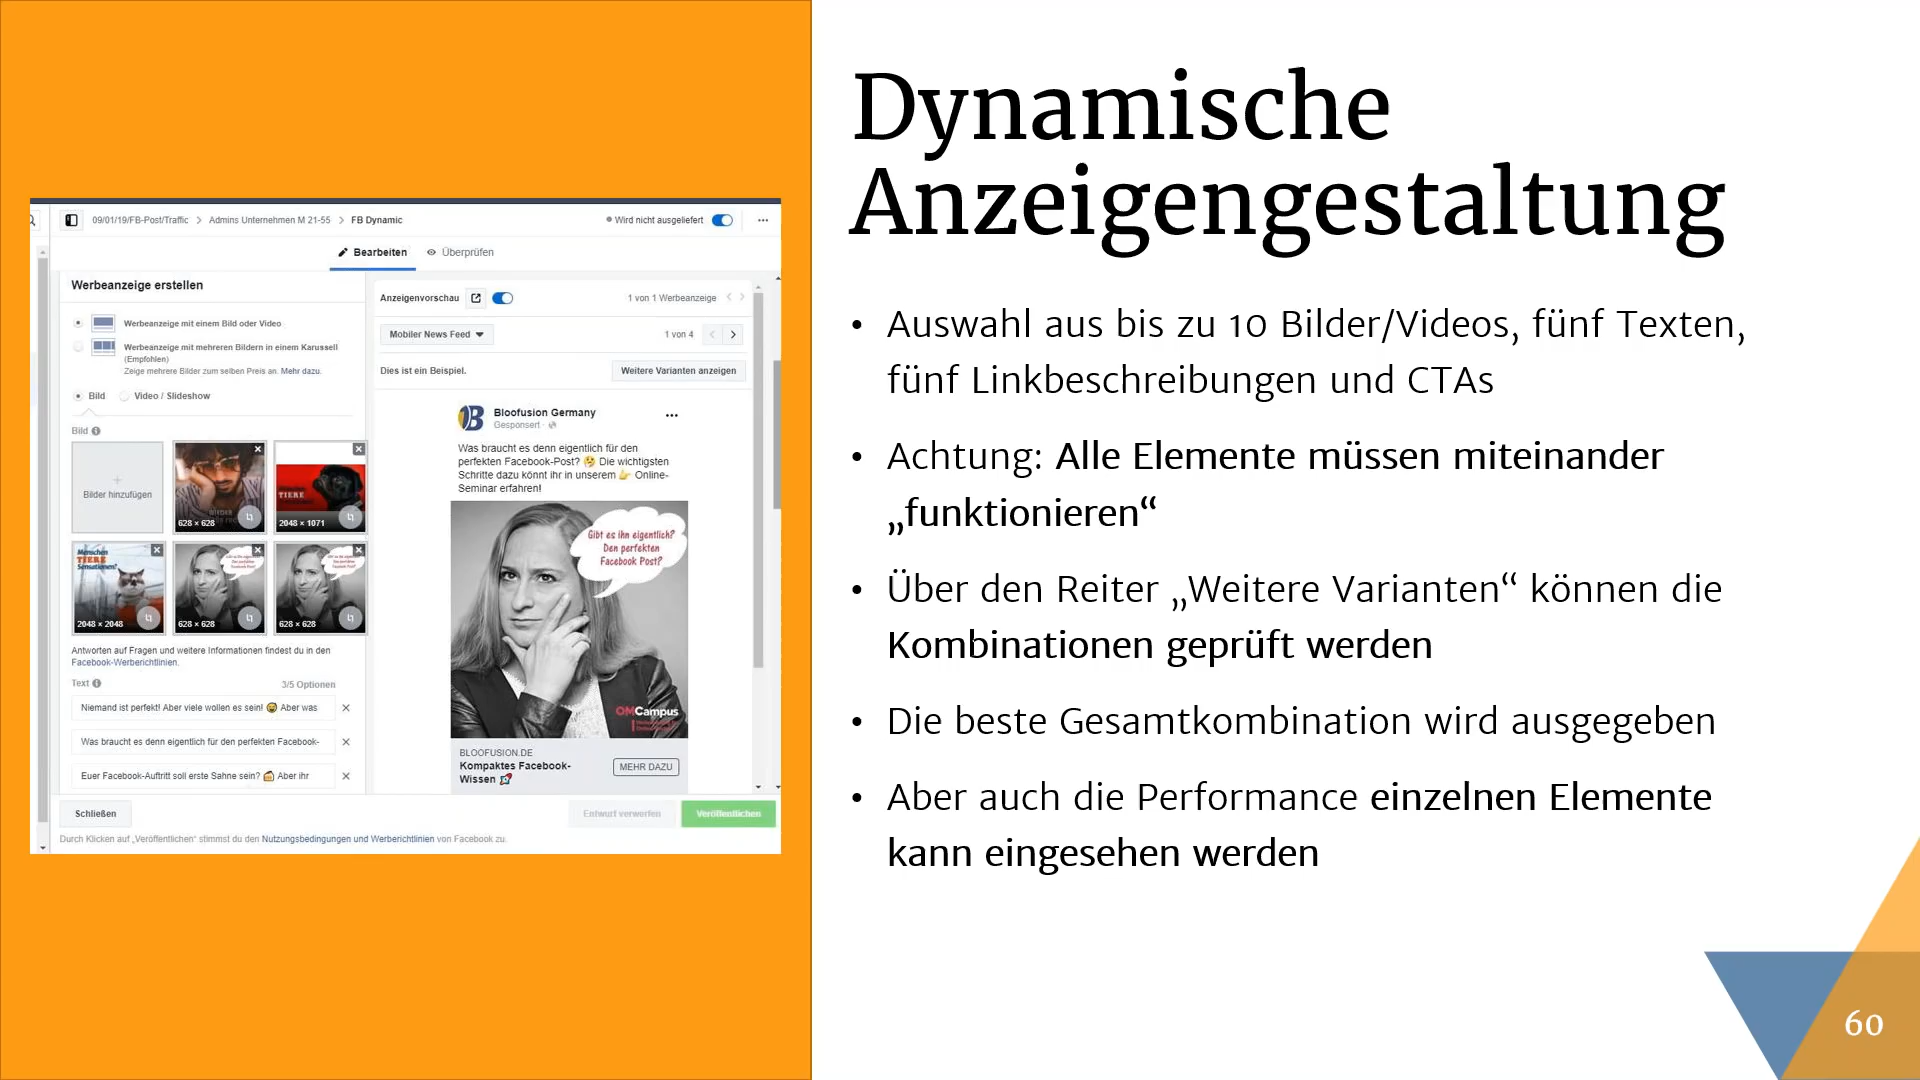 Dynamische
Anzeigengestaltung
• Auswahl aus bis zu 10 Bilder/Videos, fünf Texten,
fünf Linkbeschreibungen und CTAs
• Achtung: Alle Elemente müssen miteinander
„funktionieren“
• Über den Reiter „Weitere Varianten“ können die
Kombinationen geprüft werden
• Die beste Gesamtkombination wird ausgegeben
• Aber auch die Performance einzelnen Elemente
kann eingesehen werden
60
09/01/19/FB-Post/Traffic > Admins Unternehmen M 21-55 > FB Dynamic
Wird nicht ausgeliefert
Bearbeiten
Überprüfen
Werbeanzeige erstellen
Werbeanzeige mit einem Bild oder Video
Werbeanzeige mit mehreren Bildern in einem Karussell
(Empfohlen)
Zeige mehrere Bilder zum selben Preis an. Mehr dazu.
Bild
Video / Slideshow
Bild
Bilder hinzufügen
628 × 628
TIERE
2048 × 1071
Menschen
TIERE
Sensationen?
2048 × 2048
628 × 628
628 × 628
Antworten auf Fragen und weitere Informationen findest du in den
Facebook-Werberichtlinien.
Text
3/5 Optionen
Niemand ist perfekt! Aber viele wollen es sein! 😅 Aber was
Was braucht es denn eigentlich für den perfekten Facebook-
Euer Facebook-Auftritt soll erste Sahne sein? 🍰 Aber ihr
Anzeigenvorschau
1 von 1 Werbeanzeige
Mobiler News Feed
1 von 4
Dies ist ein Beispiel.
Weitere Varianten anzeigen
Bloofusion Germany
Gesponsert ·
Was braucht es denn eigentlich für den
perfekten Facebook-Post? 🤔 Die wichtigsten
Schritte dazu könnt ihr in unserem 👉 Online-
Seminar erfahren!
Gibt es ihn eigentlich?
Den perfekten
Facebook Post?
OMCampus
BLOOFUSION.DE
Kompaktes Facebook-
Wissen 🚀
MEHR DAZU
Schließen
Entwurf verwerfen
Veröffentlichen
Durch Klicken auf „Veröffentlichen“ stimmst du den Nutzungsbedingungen und Werberichtlinien von Facebook zu.